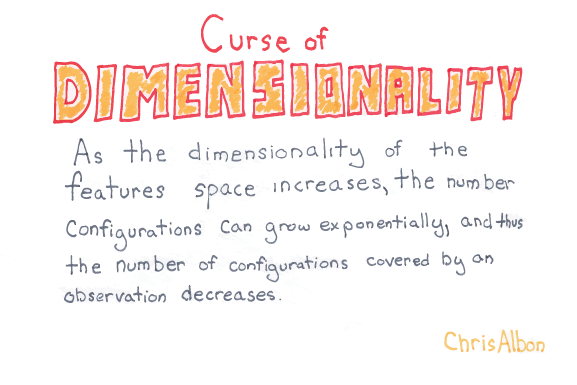 Curse of
DIMENSIONALITY
As the dimensionality of the
features space increases, the number
configurations can grow exponentially, and thus
the number of configurations covered by an
observation decreases.
ChrisAlbon